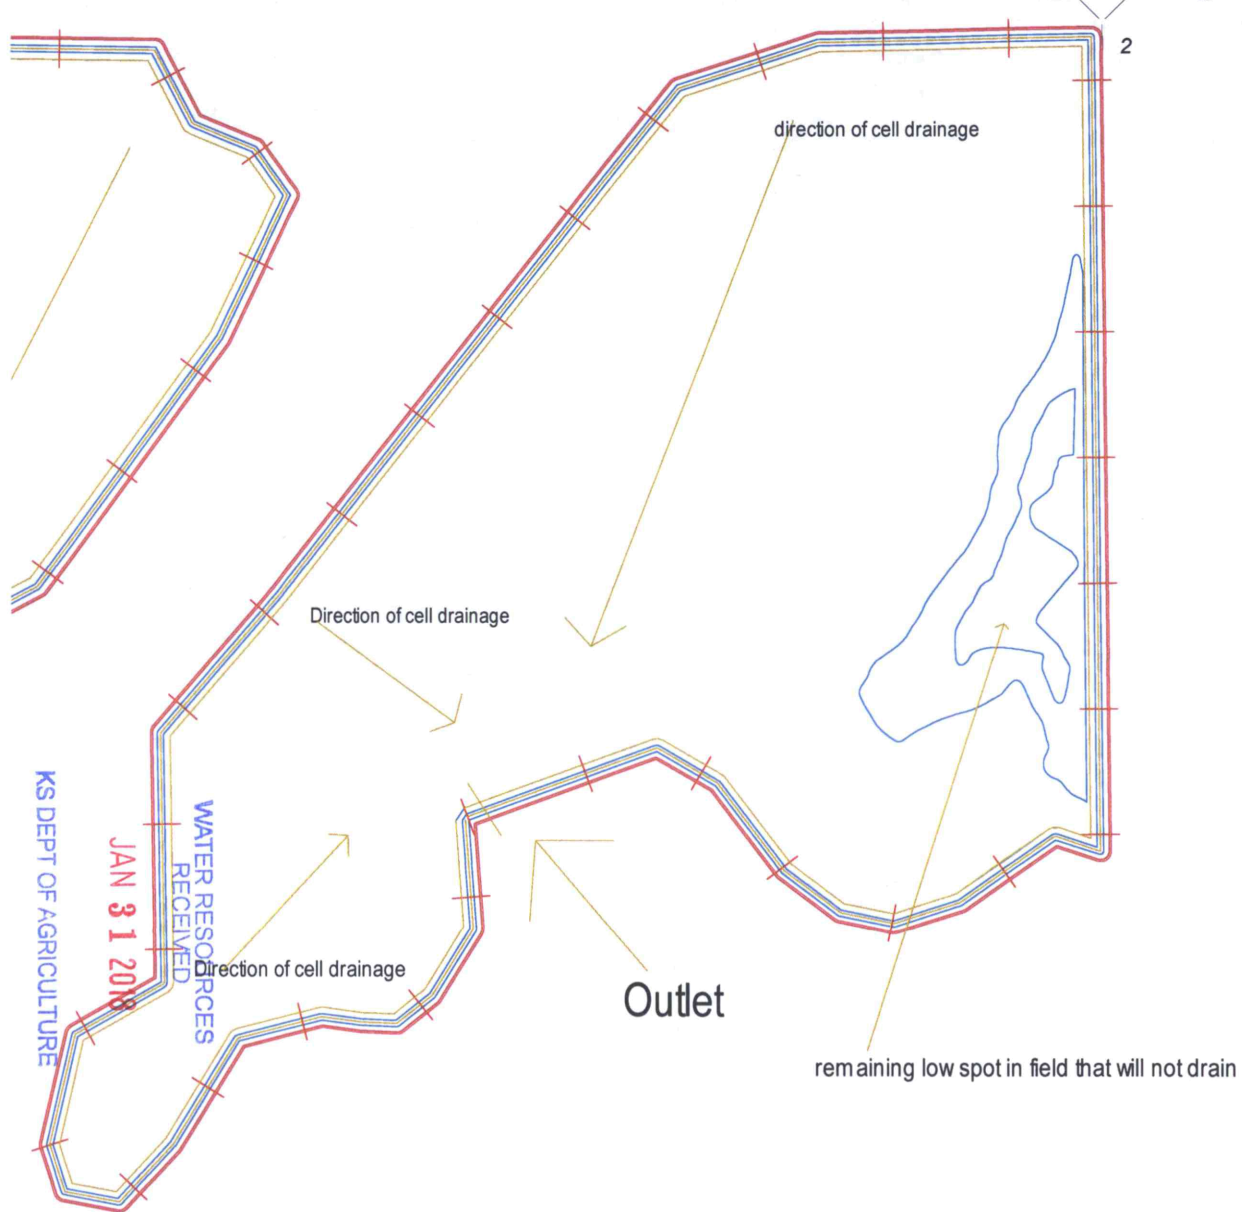 2
direction of cell drainage
Direction of cell drainage
WATER RESOURCES
RECEIVED
JAN 31 2018
KS DEPT OF AGRICULTURE
Direction of cell drainage
Outlet
remaining low spot in field that will not drain